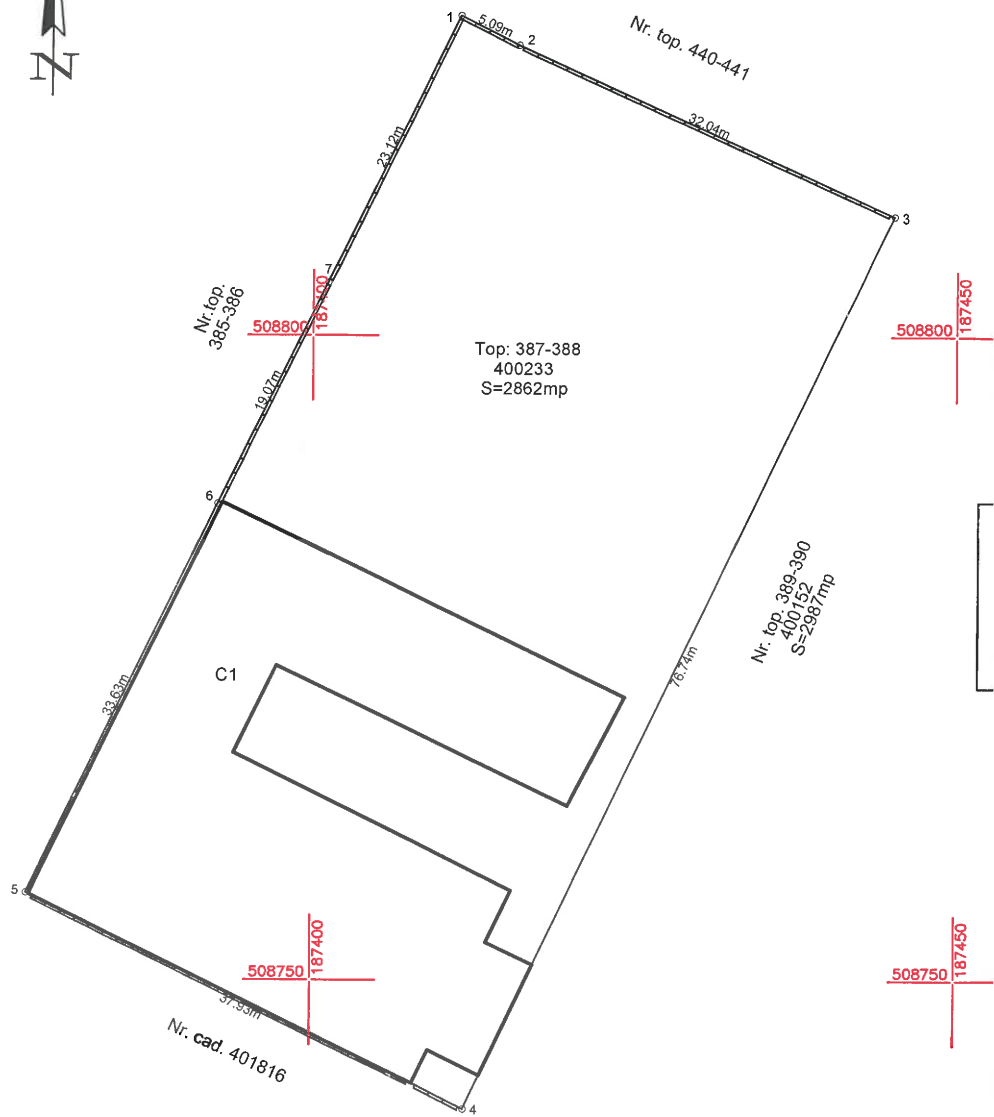 N
1
5.09m
2
Nr. top. 440-441
32.04m
3
23.12m
7
Nr.top.
385-386
508800
187400
508800
187450
Top: 387-388
400233
S=2862mp
19.07m
6
Nr. top. 389-390
400152
S=2987mp
76.74m
C1
33.63m
5
508750
187400
508750
187450
37.93m
Nr. cad. 401816
4